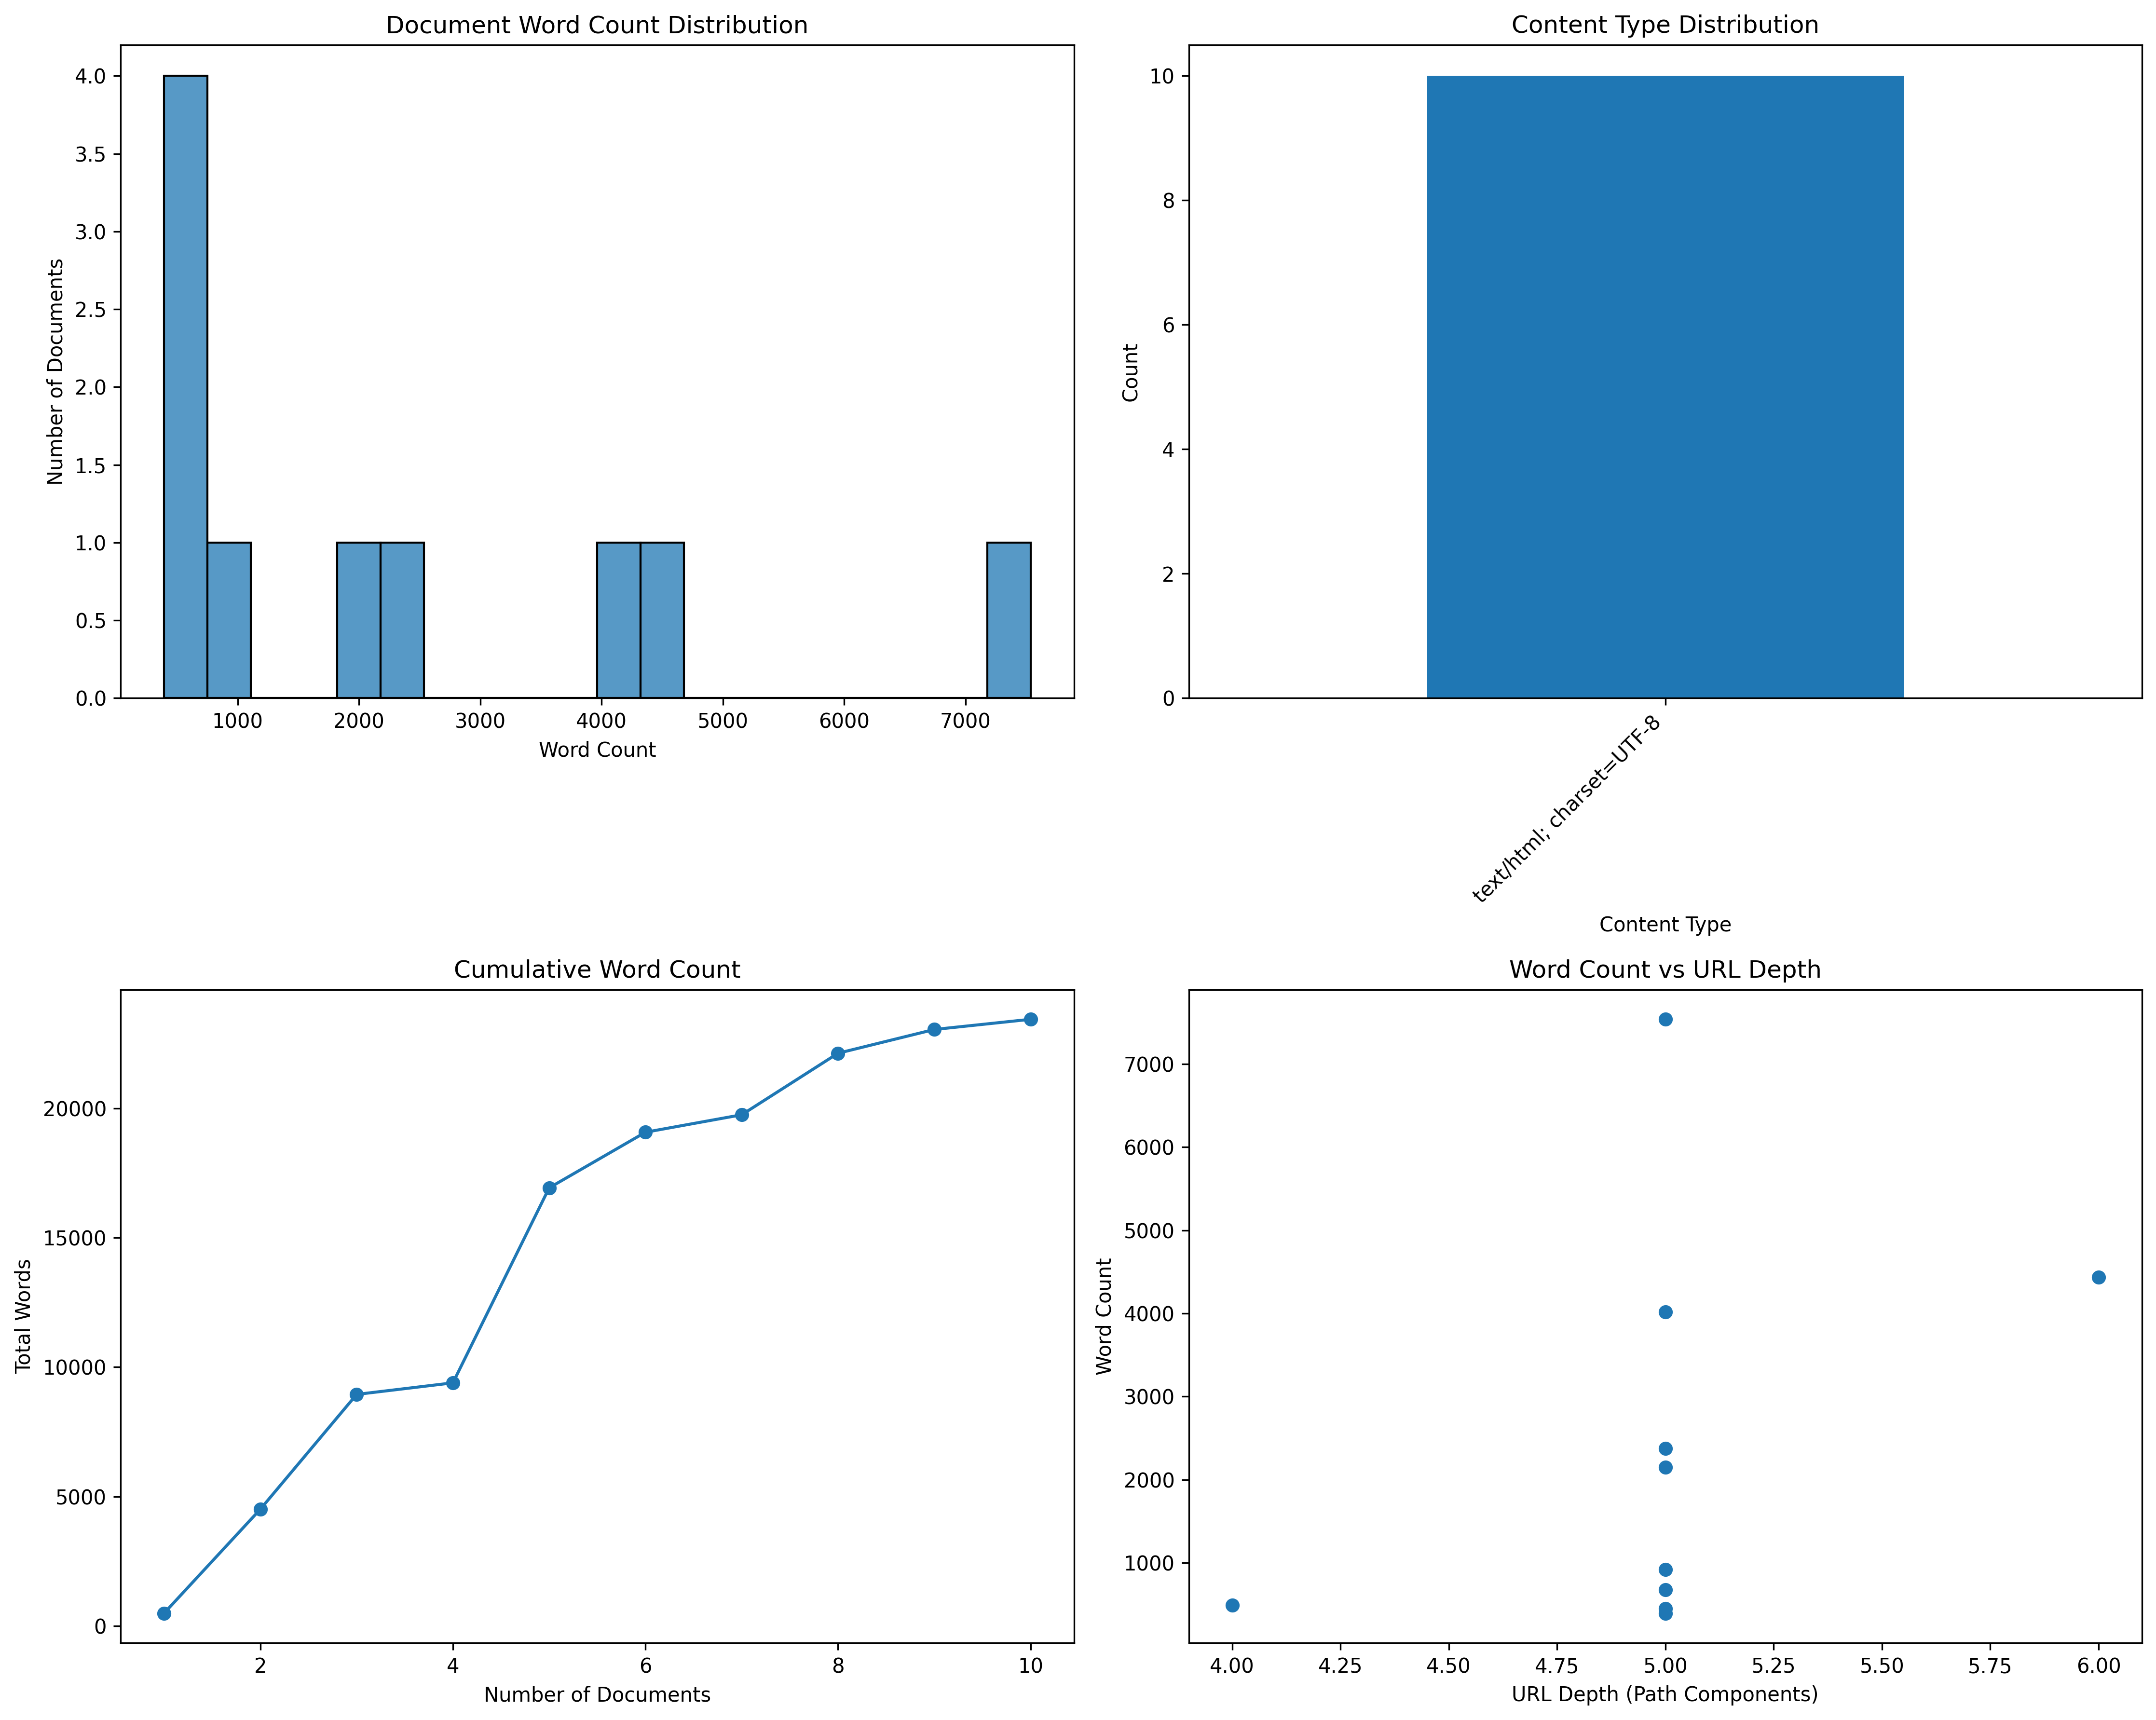 Document Word Count Distribution
Number of Documents
4.0
3.5
3.0
2.5
2.0
1.5
1.0
0.5
0.0
1000 2000 3000 4000 5000 6000 7000
Word Count
Content Type Distribution
Count
10
8
6
4
2
0
text/html; charset=UTF-8
Content Type
Cumulative Word Count
Total Words
20000
15000
10000
5000
0
2 4 6 8 10
Number of Documents
Word Count vs URL Depth
Word Count
7000
6000
5000
4000
3000
2000
1000
4.00 4.25 4.50 4.75 5.00 5.25 5.50 5.75 6.00
URL Depth (Path Components)